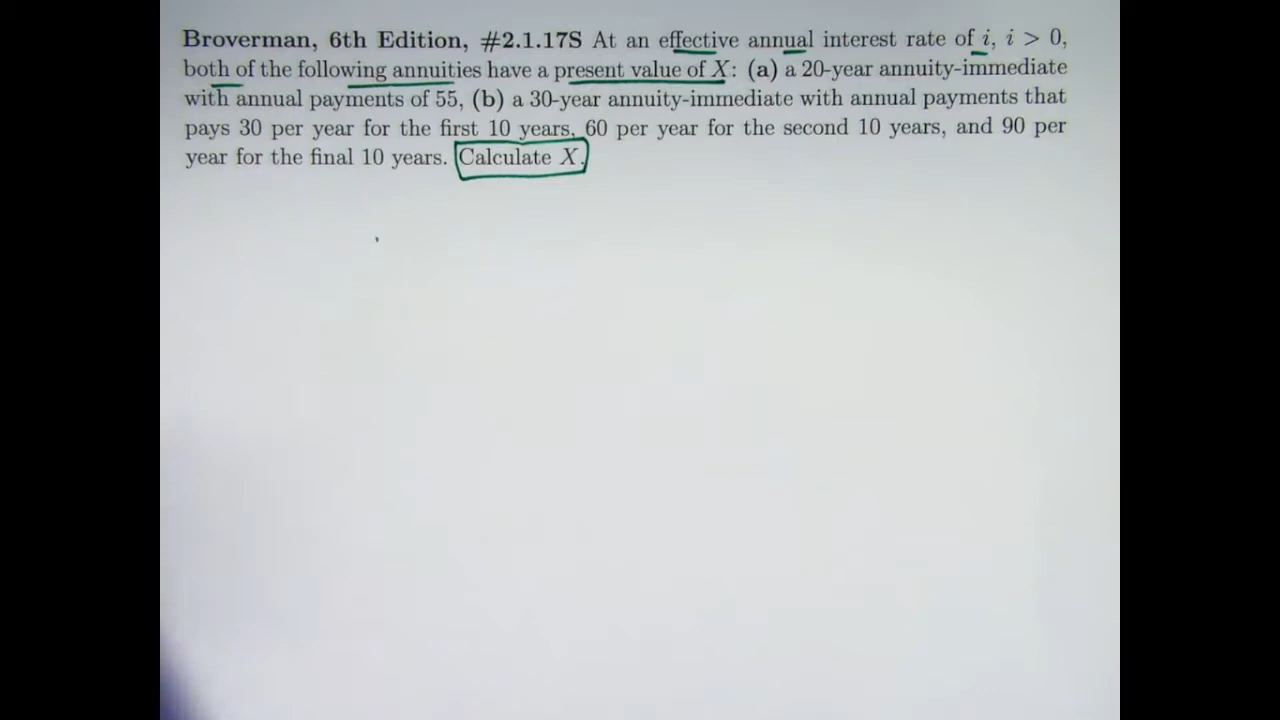 Broverman, 6th Edition, #2.1.17S At an effective annual interest rate of i, i > 0,
both of the following annuities have a present value of X: (a) a 20-year annuity-immediate
with annual payments of 55, (b) a 30-year annuity-immediate with annual payments that
pays 30 per year for the first 10 years, 60 per year for the second 10 years, and 90 per
year for the final 10 years. Calculate X.